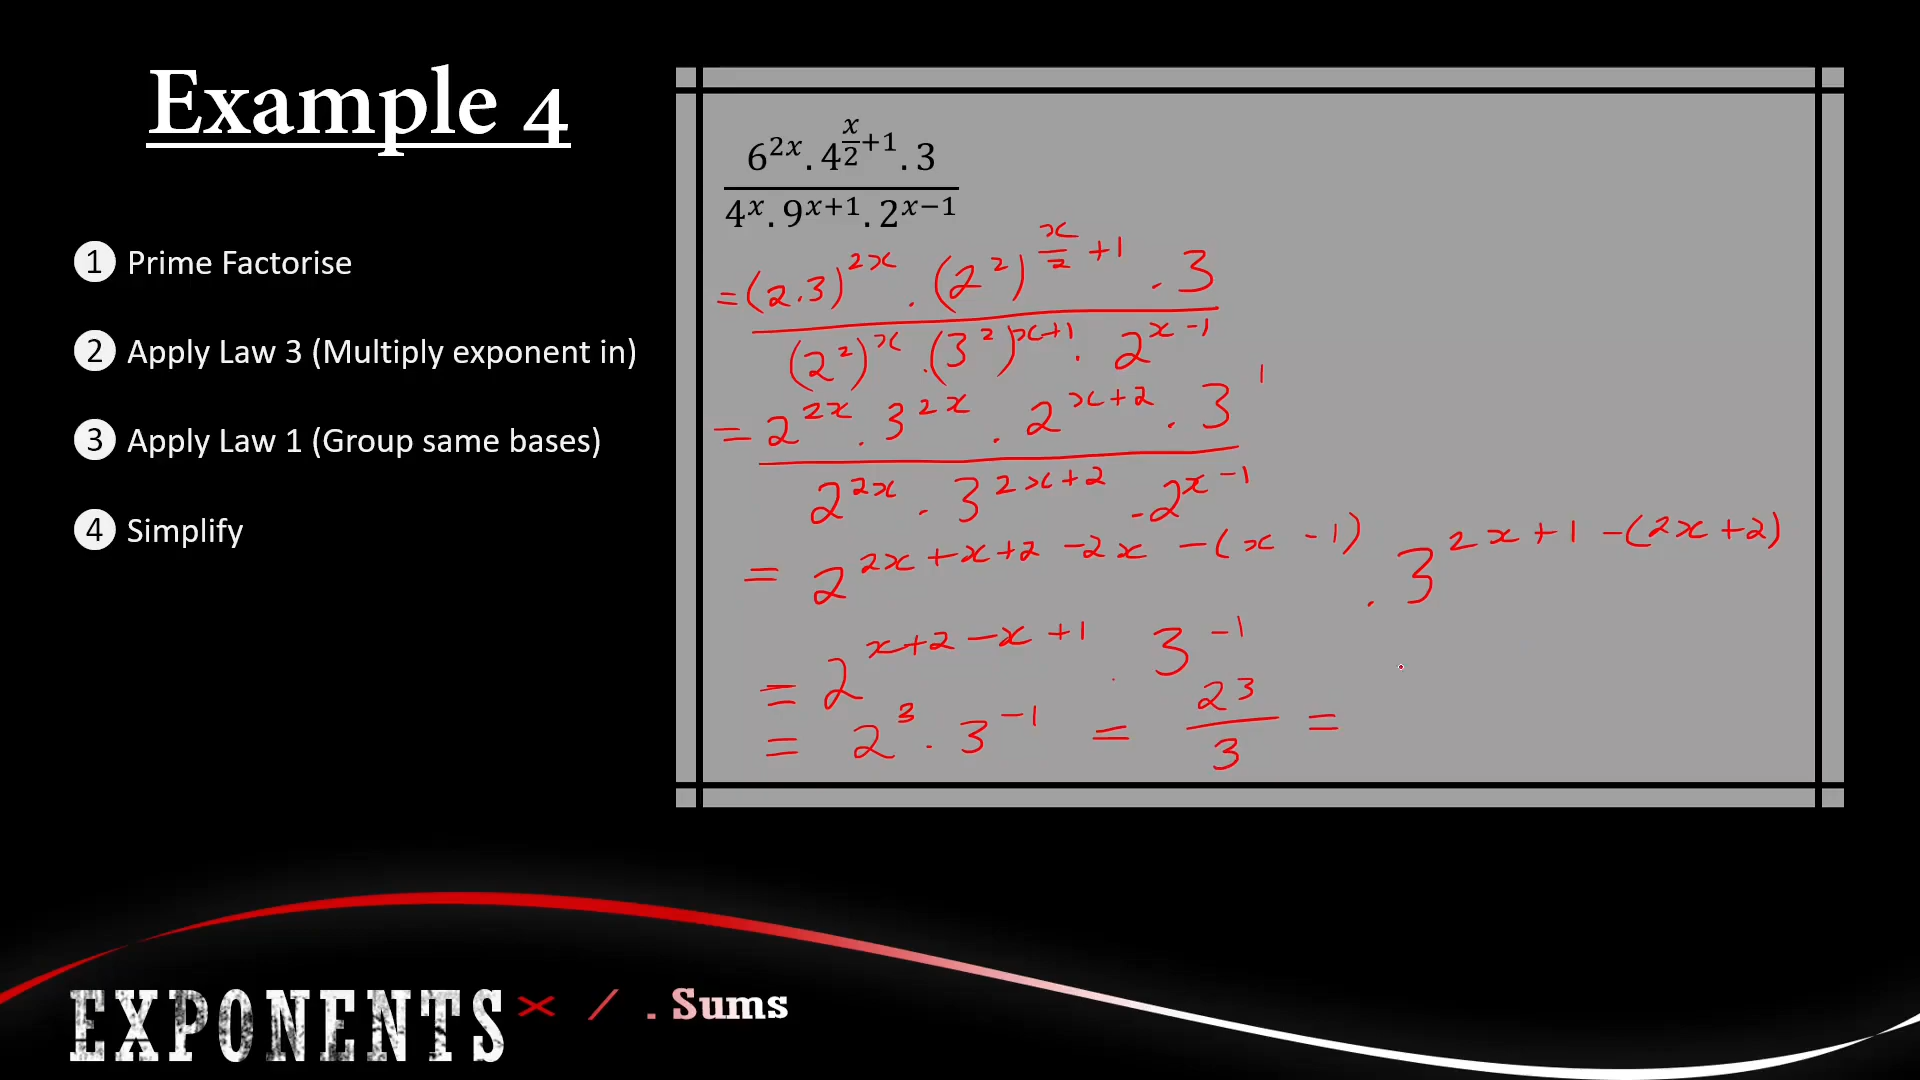 Example 4
① Prime Factorise
② Apply Law 3 (Multiply exponent in)
③ Apply Law 1 (Group same bases)
④ Simplify
6^{2x} . 4^{x/2+1} . 3
4^x . 9^{x+1} . 2^{x−1}
= (2.3)^{2x} . (2^2)^{x/2+1} . 3
(2^2)^x . (3^2)^{x+1} . 2^{x−1}
= 2^{2x} . 3^{2x} . 2^{x+2} . 3^1
2^{2x} . 3^{2x+2} . 2^{x−1}
= 2^{2x+x+2−2x−(x−1)} . 3^{2x+1−(2x+2)}
= 2^{x+2−x+1} . 3^{−1}
= 2^3 . 3^{−1} = 2^3/3 =
EXPONENTS × / . Sums